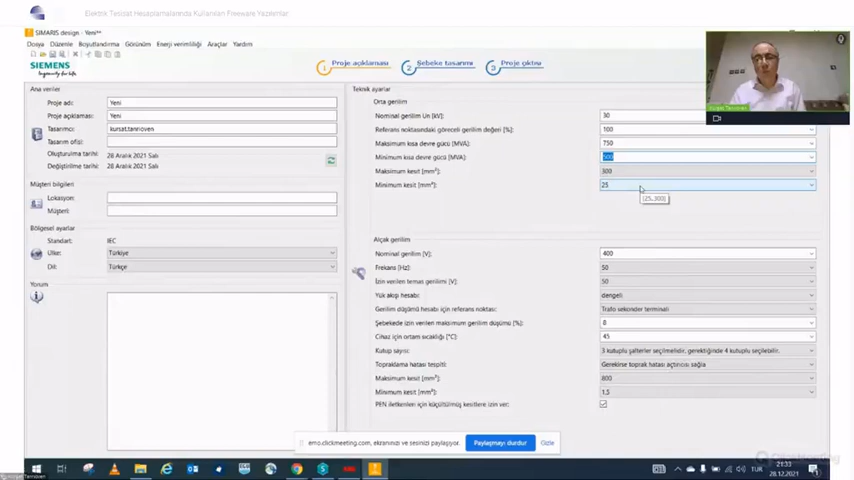 Elektrik Tesisat Hesaplamalarında Kullanılan Freeware Yazılımlar
SIMARIS design - Yeni**
Dosya Düzenle Boyutlandırma Görünüm Enerji verimliliği Araçlar Yardım
SIEMENS
Ingenuity for life
1 Proje açıklaması 2 Şebeke tasarımı 3 Proje çıktısı
Ana veriler
Proje adı: Yeni
Proje açıklaması: Yeni
Tasarımcı: kursat.tanrioven
Tasarım ofisi:
Oluşturulma tarihi: 28 Aralık 2021 Salı
Değiştirilme tarihi: 28 Aralık 2021 Salı
Müşteri bilgileri
Lokasyon:
Müşteri:
Bölgesel ayarlar
Standart: IEC
Ülke: Türkiye
Dil: Türkçe
Yorum
Teknik ayarlar
Orta gerilim
Nominal gerilim Un [kV]: 30
Referans noktasındaki göreceli gerilim değeri [%]: 100
Maksimum kısa devre gücü [MVA]: 750
Minimum kısa devre gücü [MVA]: 500
Maksimum kesit [mm²]: 300
Minimum kesit [mm²]: 25
[25..300]
Alçak gerilim
Nominal gerilim [V]: 400
Frekans [Hz]: 50
İzin verilen temas gerilimi [V]: 50
Yük akışı hesabı: dengeli
Gerilim düşümü hesabı için referans noktası: Trafo sekonder terminali
Şebekede izin verilen maksimum gerilim düşümü [%]: 8
Cihaz için ortam sıcaklığı [°C]: 45
Kutup sayısı: 3 kutuplu şalterler seçilmelidir, gerektiğinde 4 kutuplu seçilebilir.
Topraklama hatası tespiti: Gerekirse toprak hatası açtırıcısı sağla
Maksimum kesit [mm²]: 800
Minimum kesit [mm²]: 1,5
PEN iletkenleri için küçültülmüş kesitlere izin ver:
emo.clickmeeting.com, ekranınızı ve sesinizi paylaşıyor. Paylaşmayı durdur Gizle
TUR 21:33
28.12.2021